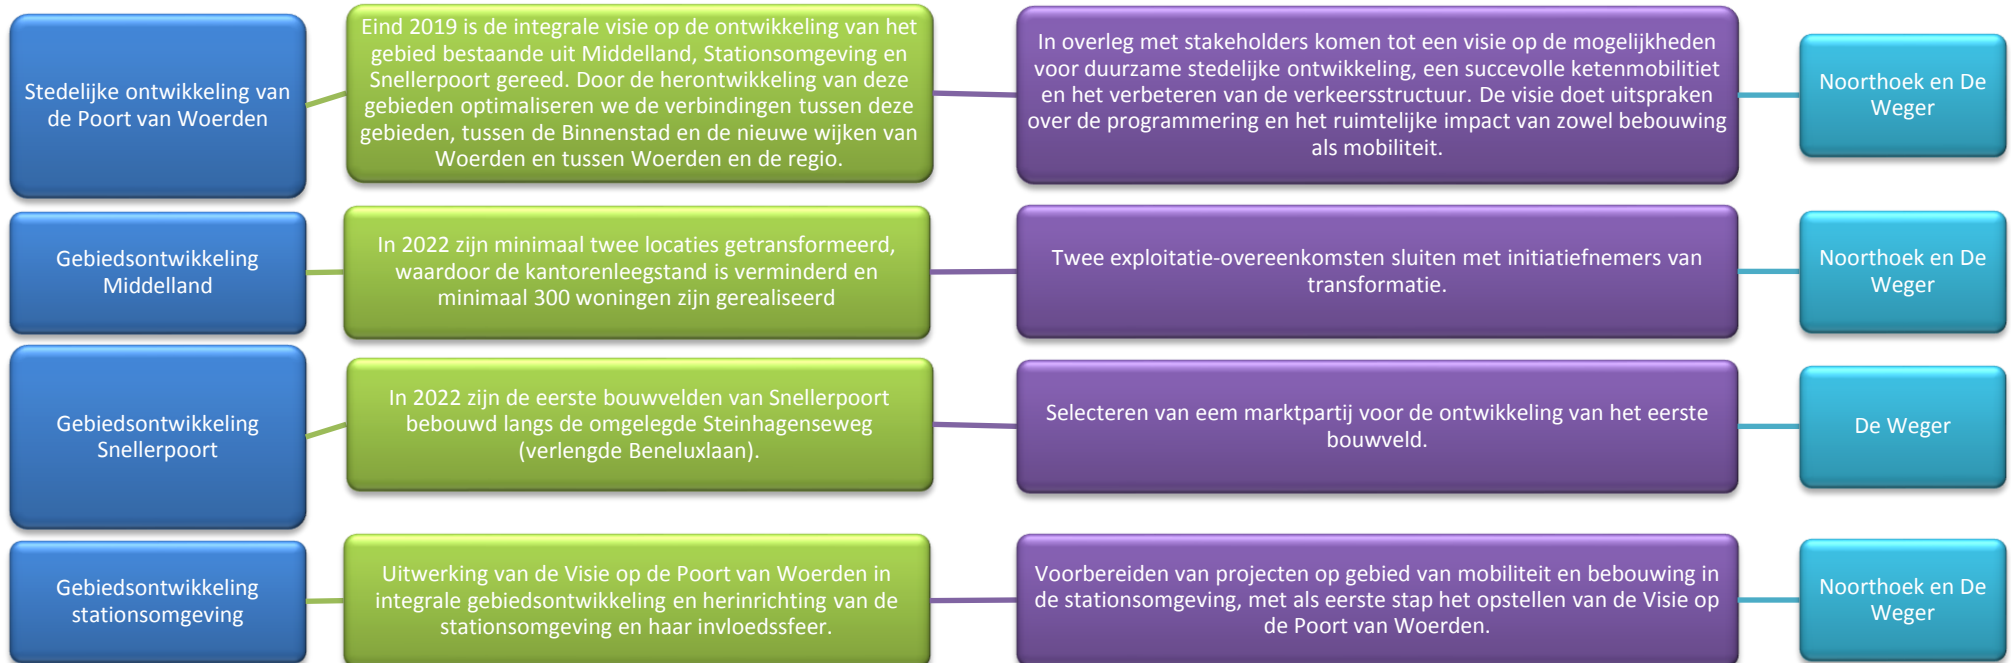 Stedelijke ontwikkeling van
de Poort van Woerden
Eind 2019 is de integrale visie op de ontwikkeling van het
gebied bestaande uit Middelland, Stationsomgeving en
Snellerpoort gereed. Door de herontwikkeling van deze
gebieden optimaliseren we de verbindingen tussen deze
gebieden, tussen de Binnenstad en de nieuwe wijken van
Woerden en tussen Woerden en de regio.
In overleg met stakeholders komen tot een visie op de mogelijkheden
voor duurzame stedelijke ontwikkeling, een succevolle ketenmobilitiet
en het verbeteren van de verkeersstructuur. De visie doet uitspraken
over de programmering en het ruimtelijke impact van zowel bebouwing
als mobiliteit.
Noorthoek en De
Weger
Gebiedsontwikkeling
Middelland
In 2022 zijn minimaal twee locaties getransformeerd,
waardoor de kantorenleegstand is verminderd en
minimaal 300 woningen zijn gerealiseerd
Twee exploitatie-overeenkomsten sluiten met initiatiefnemers van
transformatie.
Noorthoek en De
Weger
Gebiedsontwikkeling
Snellerpoort
In 2022 zijn de eerste bouwvelden van Snellerpoort
bebouwd langs de omgelegde Steinhagenseweg
(verlengde Beneluxlaan).
Selecteren van eem marktpartij voor de ontwikkeling van het eerste
bouwveld.
De Weger
Gebiedsontwikkeling
stationsomgeving
Uitwerking van de Visie op de Poort van Woerden in
integrale gebiedsontwikkeling en herinrichting van de
stationsomgeving en haar invloedssfeer.
Voorbereiden van projecten op gebied van mobiliteit en bebouwing in
de stationsomgeving, met als eerste stap het opstellen van de Visie op
de Poort van Woerden.
Noorthoek en De
Weger